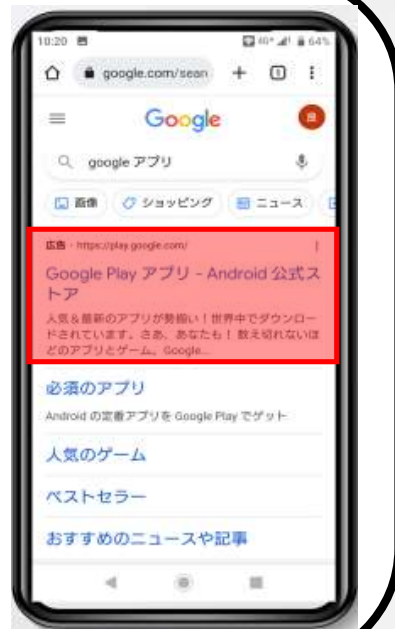 10:20 40° 64%
google.com/sear
Google
google アプリ
画像 ショッピング ニュース
広告・https://play.google.com/
Google Play アプリ - Android 公式ス
トア
人気＆最新のアプリが勢揃い！世界中でダウンロー
ドされています。さあ、あなたも！ 数え切れないほ
どのアプリとゲーム。Google...
必須のアプリ
Android の定番アプリを Google Play でゲット
人気のゲーム
ベストセラー
おすすめのニュースや記事